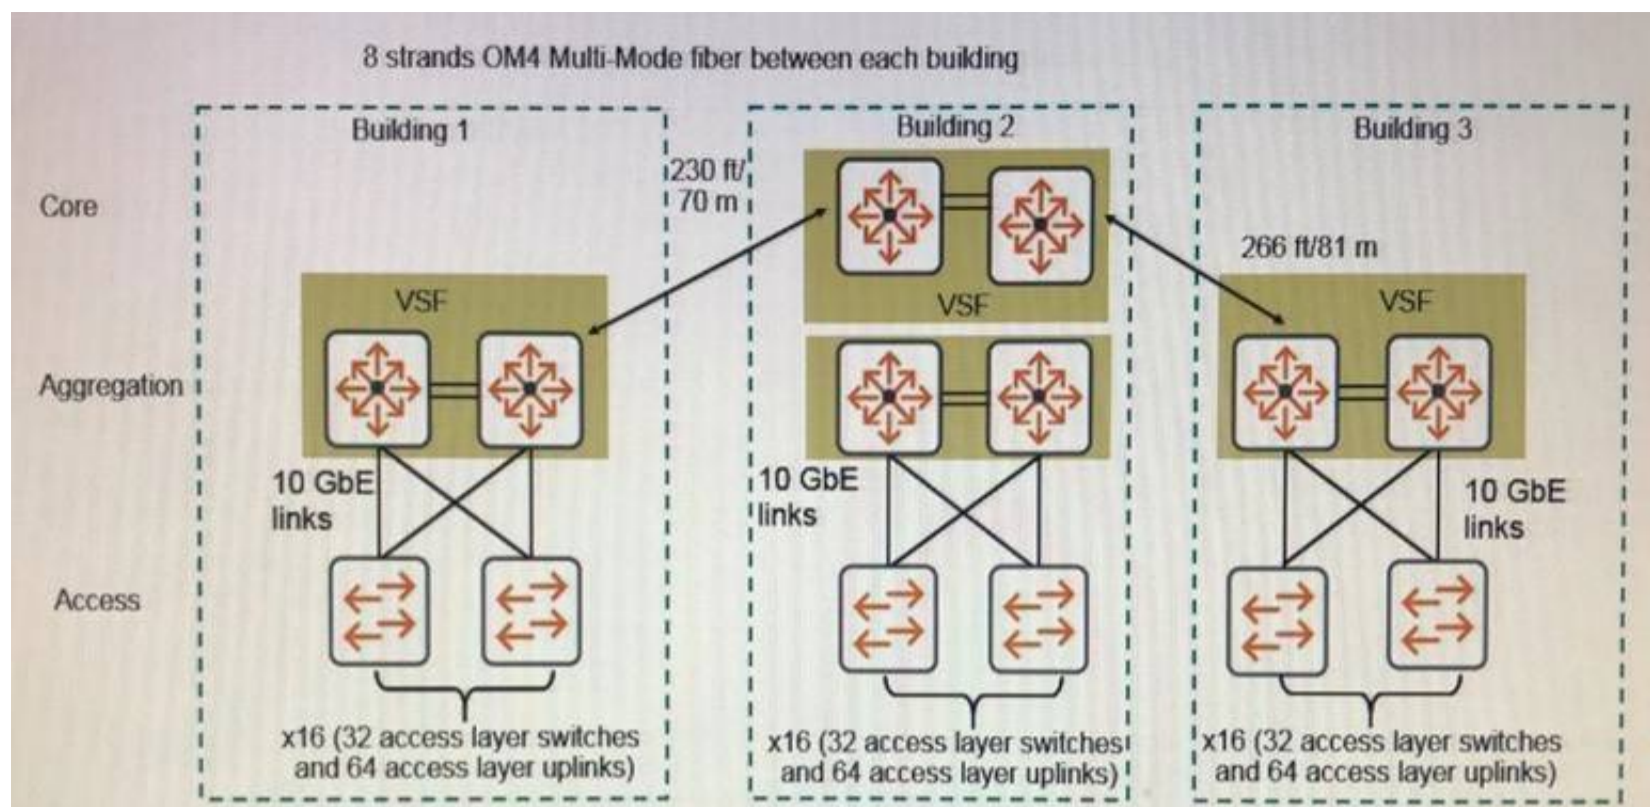 8 strands OM4 Multi-Mode fiber between each building
Building 1
Building 2
Building 3
230 ft/
70 m
Core
266 ft/81 m
VSF
VSF
VSF
Aggregation
10 GbE
links
10 GbE
links
10 GbE
links
Access
x16 (32 access layer switches
and 64 access layer uplinks)
x16 (32 access layer switches
and 64 access layer uplinks)
x16 (32 access layer switches
and 64 access layer uplinks)